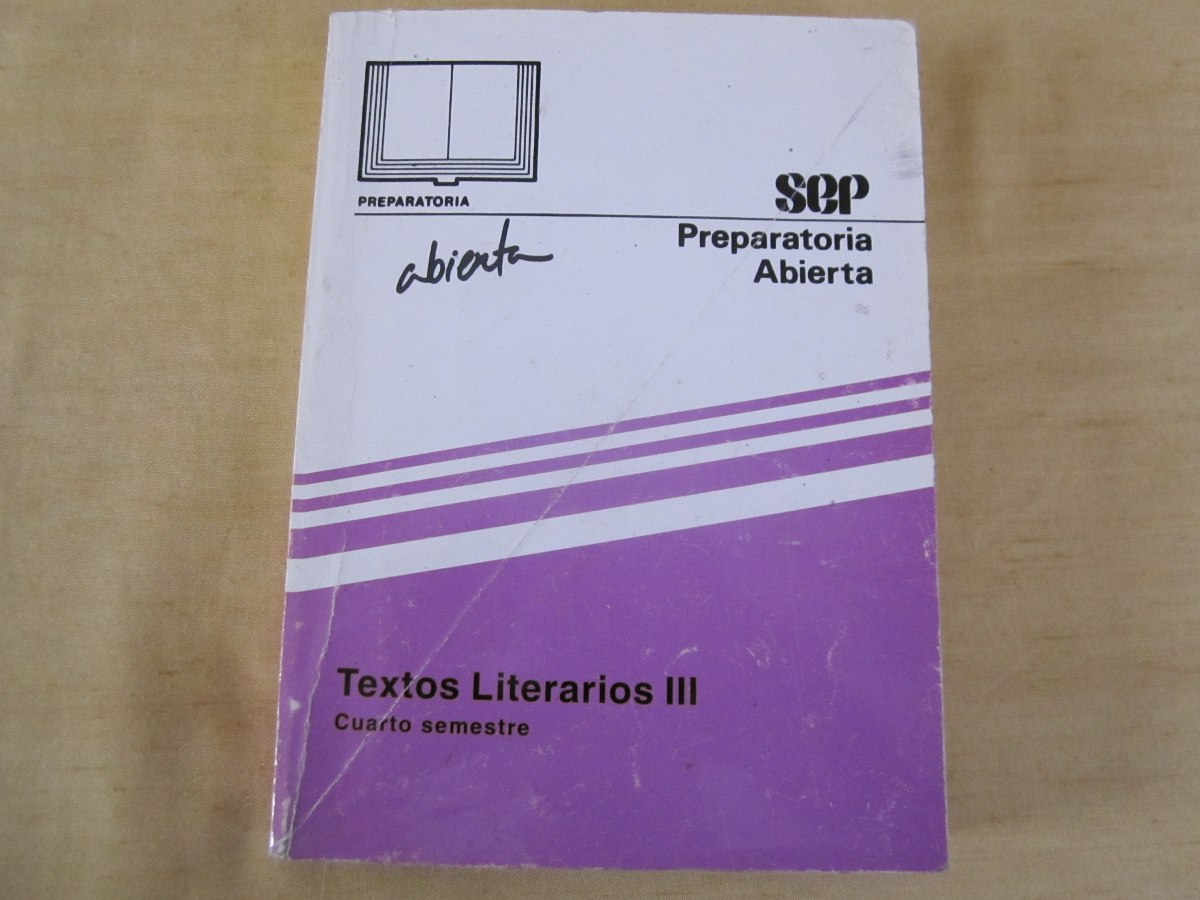 PREPARATORIA
abierta
sep
Preparatoria
Abierta
Textos Literarios III
Cuarto semestre